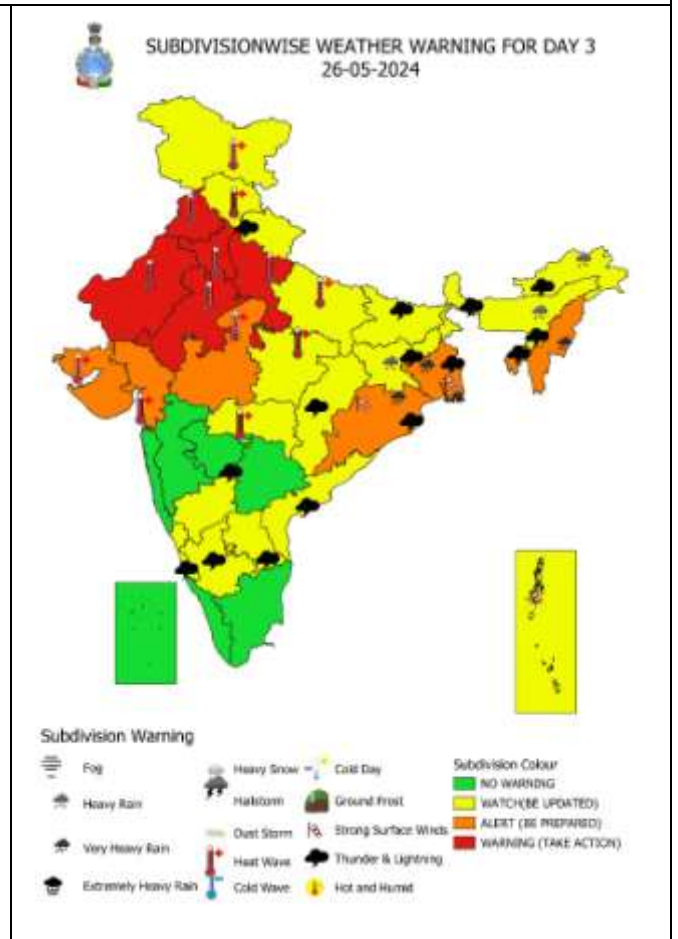 SUBDIVISIONWISE WEATHER WARNING FOR DAY 3
26-05-2024
Subdivision Warning
Fog
Heavy Rain
Very Heavy Rain
Extremely Heavy Rain
Heavy Snow
Hailstorm
Dust Storm
Heat Wave
Cold Wave
Cold Day
Ground Frost
Strong Surface Winds
Thunder & Lightning
Hot and Humid
Subdivision Colour
NO WARNING
WATCH(BE UPDATED)
ALERT (BE PREPARED)
WARNING (TAKE ACTION)